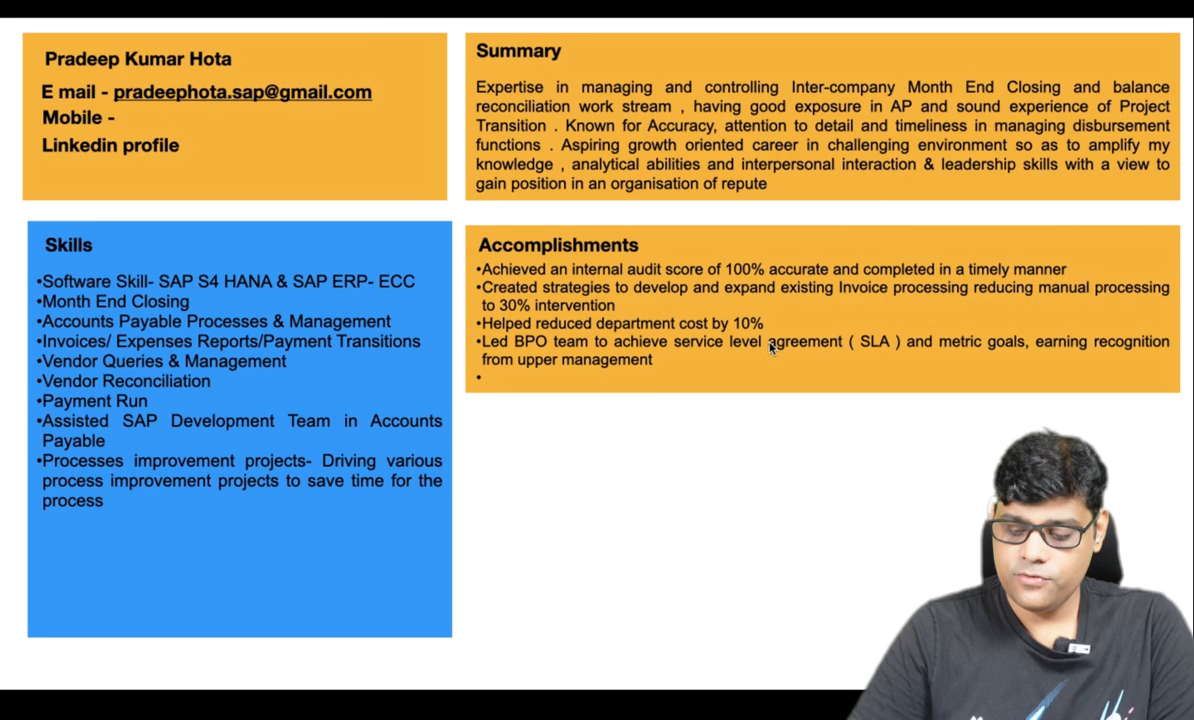 Pradeep Kumar Hota
E mail - pradeephota.sap@gmail.com
Mobile -
Linkedin profile
Summary
Expertise in managing and controlling Inter-company Month End Closing and balance
reconciliation work stream , having good exposure in AP and sound experience of Project
Transition . Known for Accuracy, attention to detail and timeliness in managing disbursement
functions . Aspiring growth oriented career in challenging environment so as to amplify my
knowledge , analytical abilities and interpersonal interaction & leadership skills with a view to
gain position in an organisation of repute
Skills
•Software Skill- SAP S4 HANA & SAP ERP- ECC
•Month End Closing
•Accounts Payable Processes & Management
•Invoices/ Expenses Reports/Payment Transitions
•Vendor Queries & Management
•Vendor Reconciliation
•Payment Run
•Assisted SAP Development Team in Accounts
Payable
•Processes improvement projects- Driving various
process improvement projects to save time for the
process
Accomplishments
•Achieved an internal audit score of 100% accurate and completed in a timely manner
•Created strategies to develop and expand existing Invoice processing reducing manual processing
to 30% intervention
•Helped reduced department cost by 10%
•Led BPO team to achieve service level agreement ( SLA ) and metric goals, earning recognition
from upper management
•